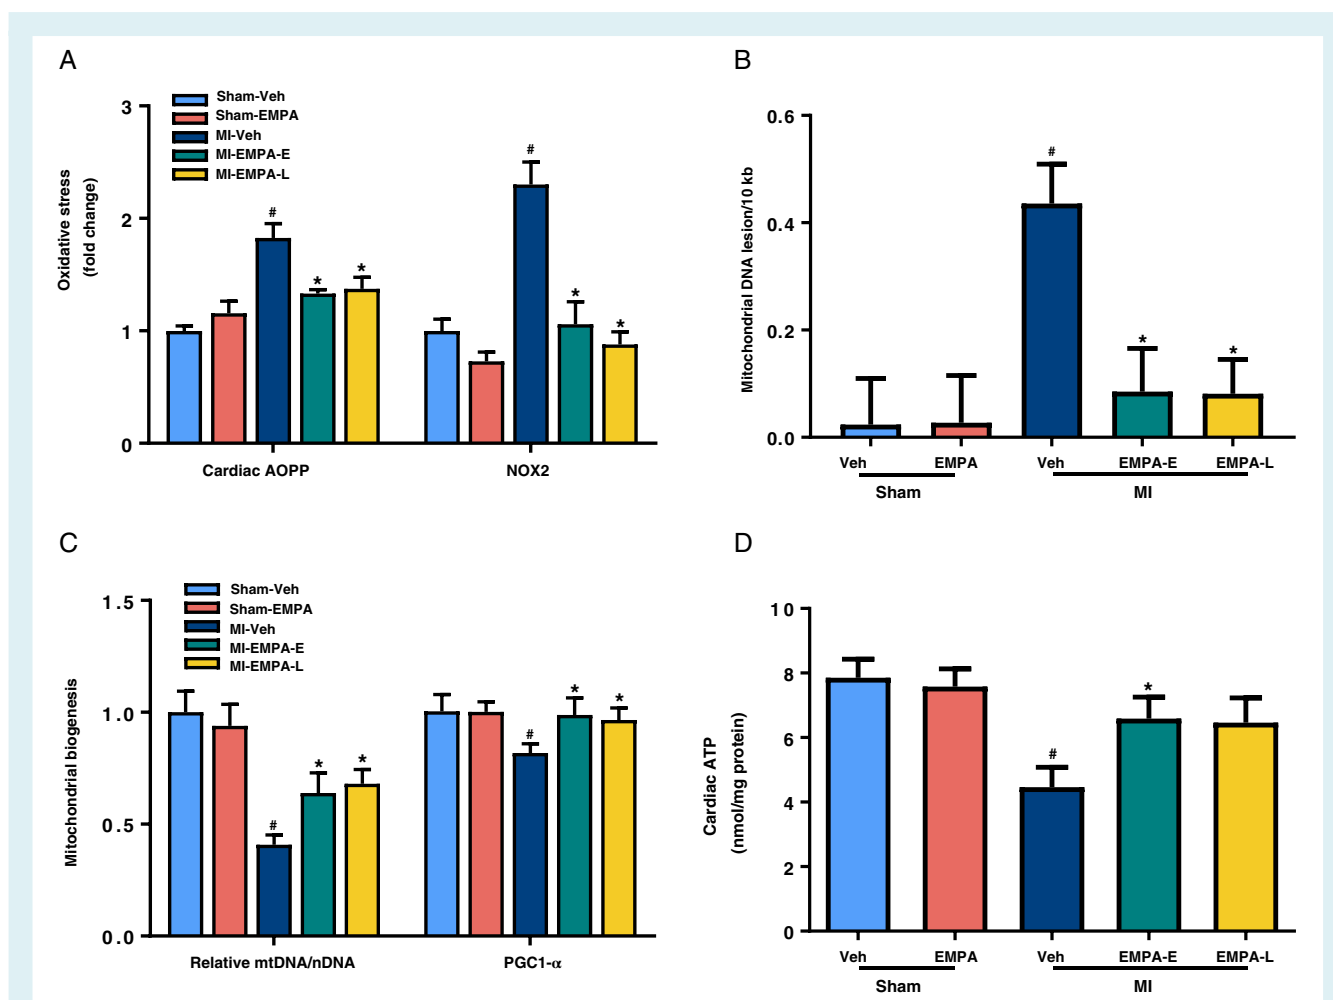 A
Sham-Veh
Sham-EMPA
MI-Veh
MI-EMPA-E
MI-EMPA-L
Oxidative stress
(fold change)
3
2
1
0
#
*
*
#
*
*
Cardiac AOPP
NOX2
B
Mitochondrial DNA lesion/10 kb
0.6
0.4
0.2
0.0
#
*
*
Veh
EMPA
Veh
EMPA-E
EMPA-L
Sham
MI
C
Sham-Veh
Sham-EMPA
MI-Veh
MI-EMPA-E
MI-EMPA-L
Mitochondrial biogenesis
1.5
1.0
0.5
0.0
#
*
*
#
*
*
Relative mtDNA/nDNA
PGC1-α
D
Cardiac ATP
(nmol/mg protein)
10
8
6
4
2
0
#
*
Veh
EMPA
Veh
EMPA-E
EMPA-L
Sham
MI